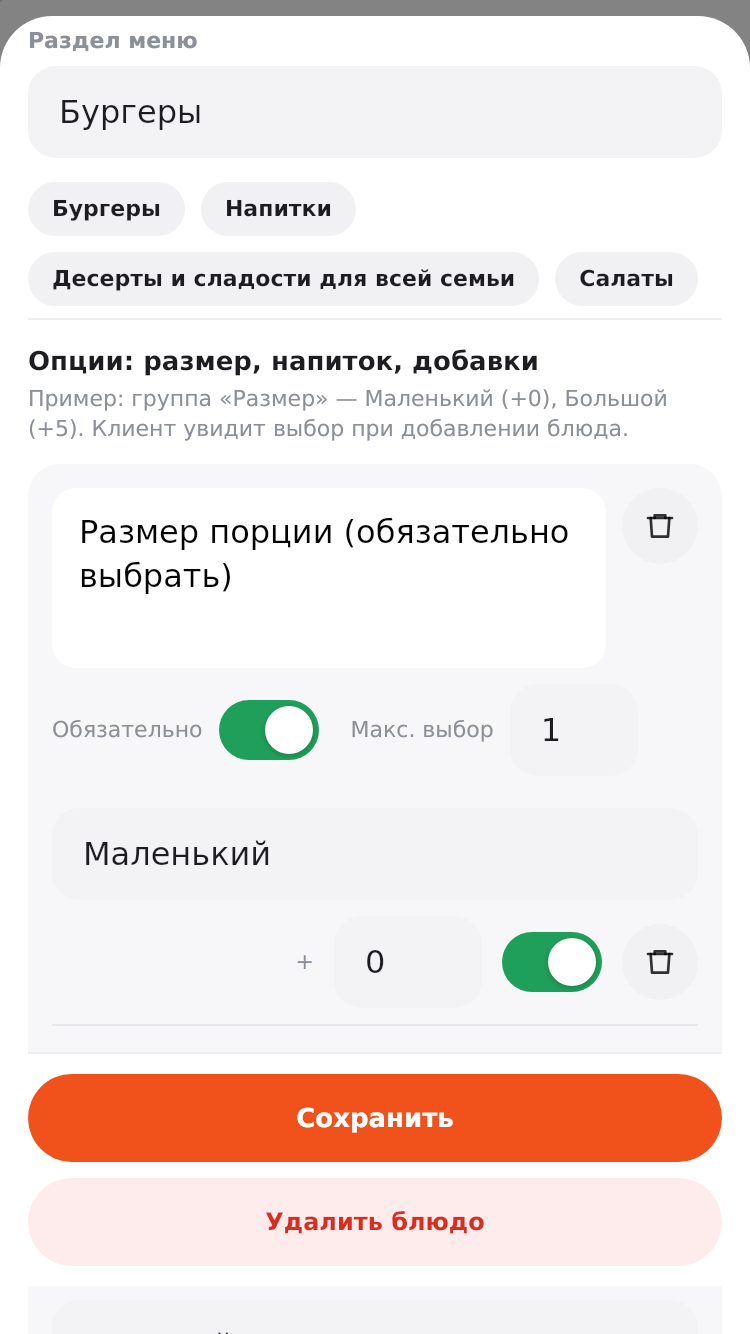 Раздел меню
Бургеры
Бургеры
Напитки
Десерты и сладости для всей семьи
Салаты
Опции: размер, напиток, добавки
Пример: группа «Размер» — Маленький (+0), Большой
(+5). Клиент увидит выбор при добавлении блюда.
Размер порции (обязательно
выбрать)
Обязательно
Макс. выбор
1
Маленький
+
0
Сохранить
Удалить блюдо